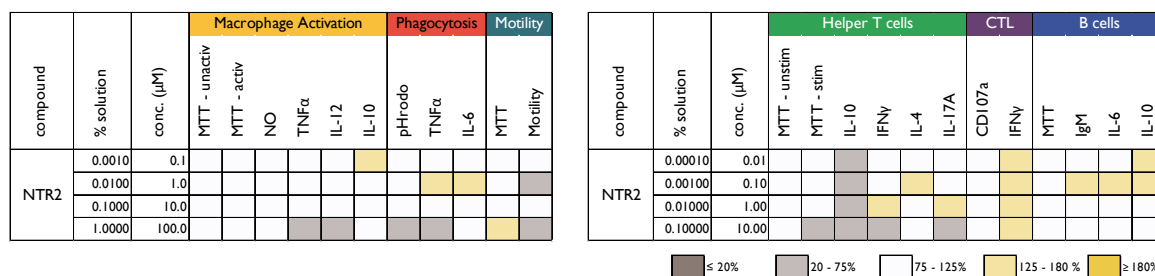 Macrophage Activation Phagocytosis Motility
compound % solution conc. (µM) MTT - unactiv MTT - activ NO TNFα IL-12 IL-10 pHrodo TNFα IL-6 MTT Motility
NTR2
0.0010 0.1
0.0100 1.0
0.1000 10.0
1.0000 100.0
Helper T cells CTL B cells
compound % solution conc. (µM) MTT - unstim MTT - stim IL-10 IFNγ IL-4 IL-17A CD107a IFNγ MTT IgM IL-6 IL-10
NTR2
0.00010 0.01
0.00100 0.10
0.01000 1.00
0.10000 10.00
≤ 20% 20 - 75% 75 - 125% 125 - 180 % ≥ 180%